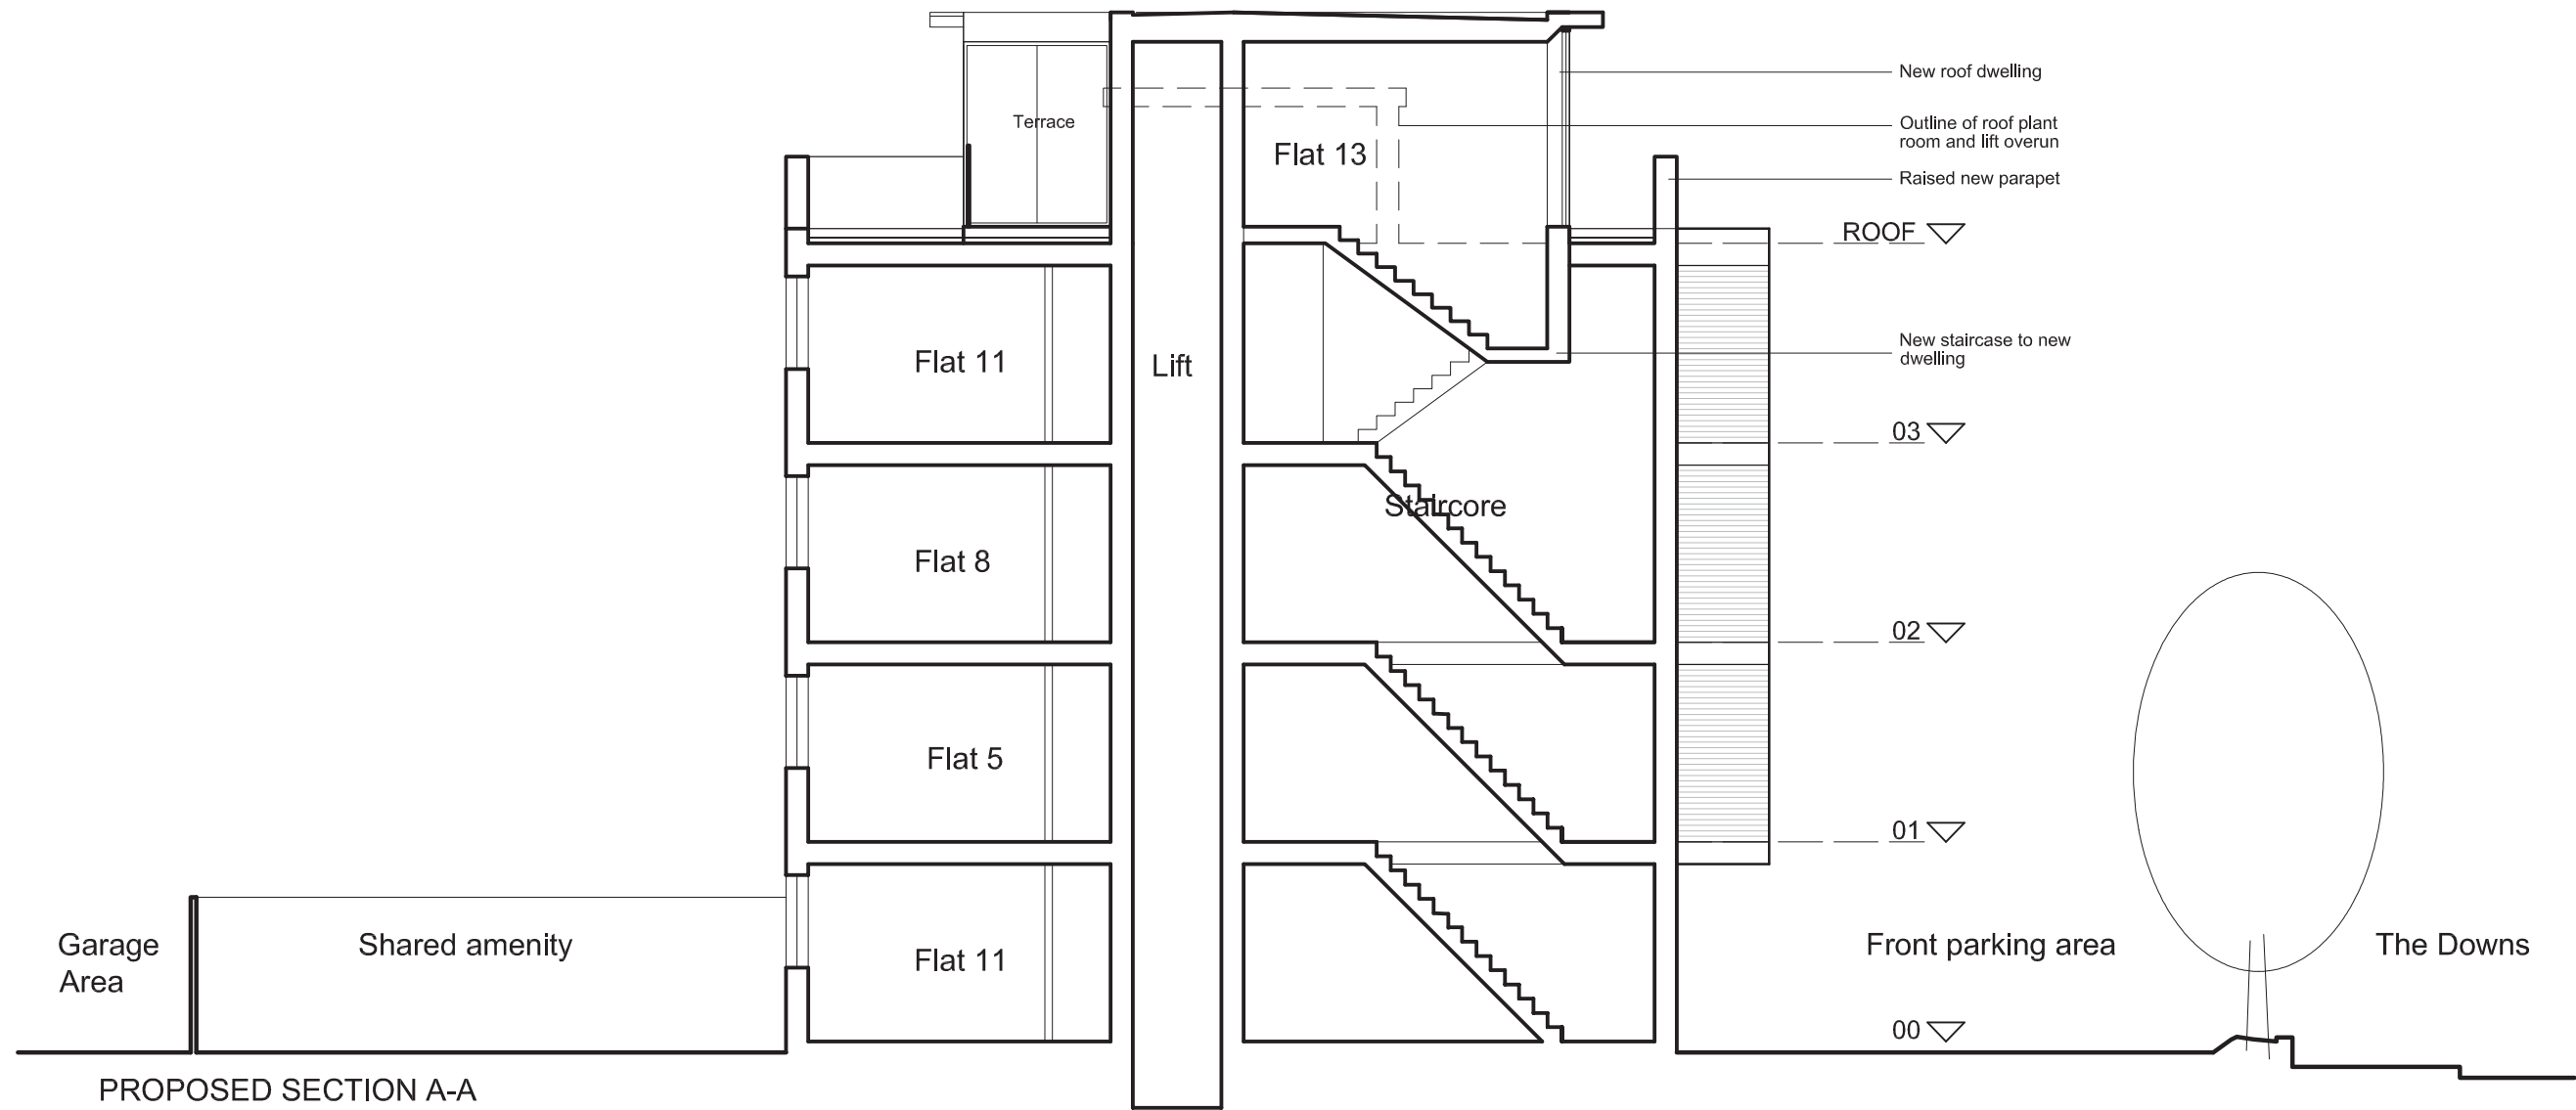 New roof dwelling
Terrace
Outline of roof plant
room and lift overun
Flat 13
Raised new parapet
ROOF
New staircase to new
dwelling
Flat 11
Lift
03
Staircore
Flat 8
02
Flat 5
01
Garage
Area
Shared amenity
Flat 11
Front parking area
The Downs
00
PROPOSED SECTION A-A